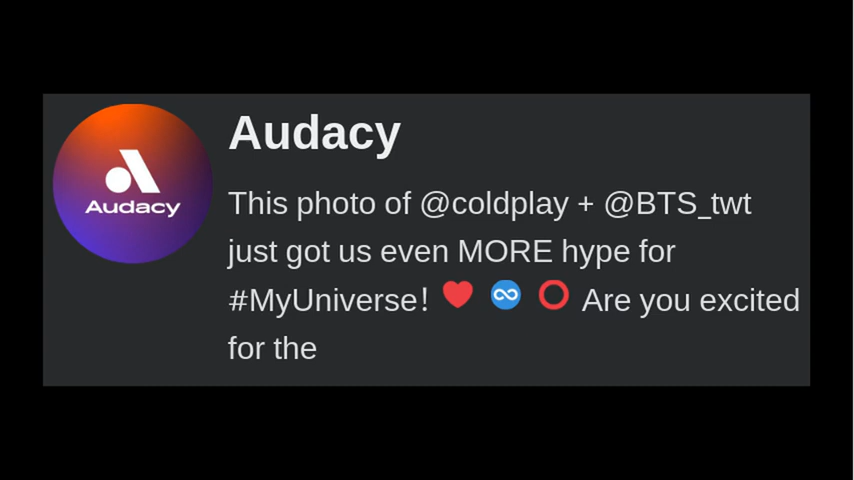 Audacy
Audacy
This photo of @coldplay + @BTS_twt
just got us even MORE hype for
#MyUniverse! ❤️ ♾️ ⭕ Are you excited
for the